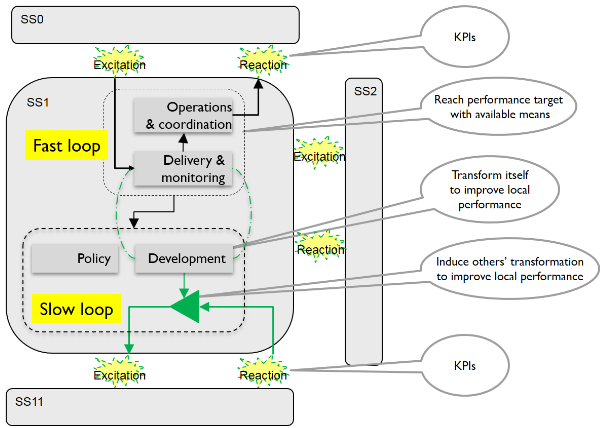 SS0
KPIs
Excitation
Reaction
SS1
SS2
Operations
& coordination
Reach performance target
with available means
Fast loop
Delivery &
monitoring
Excitation
Transform itself
to improve local
performance
Reaction
Policy
Development
Induce others' transformation
to improve local performance
Slow loop
Excitation
Reaction
KPIs
SS11